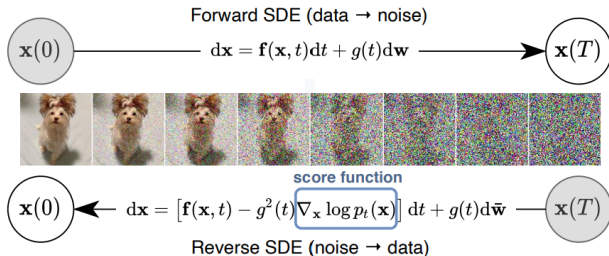 Forward SDE (data → noise)
x(0) dx = f(x, t)dt + g(t)dw x(T)
score function
x(0) dx = [f(x, t) − g²(t)∇ₓ log pₜ(x)] dt + g(t)dw̄ x(T)
Reverse SDE (noise → data)